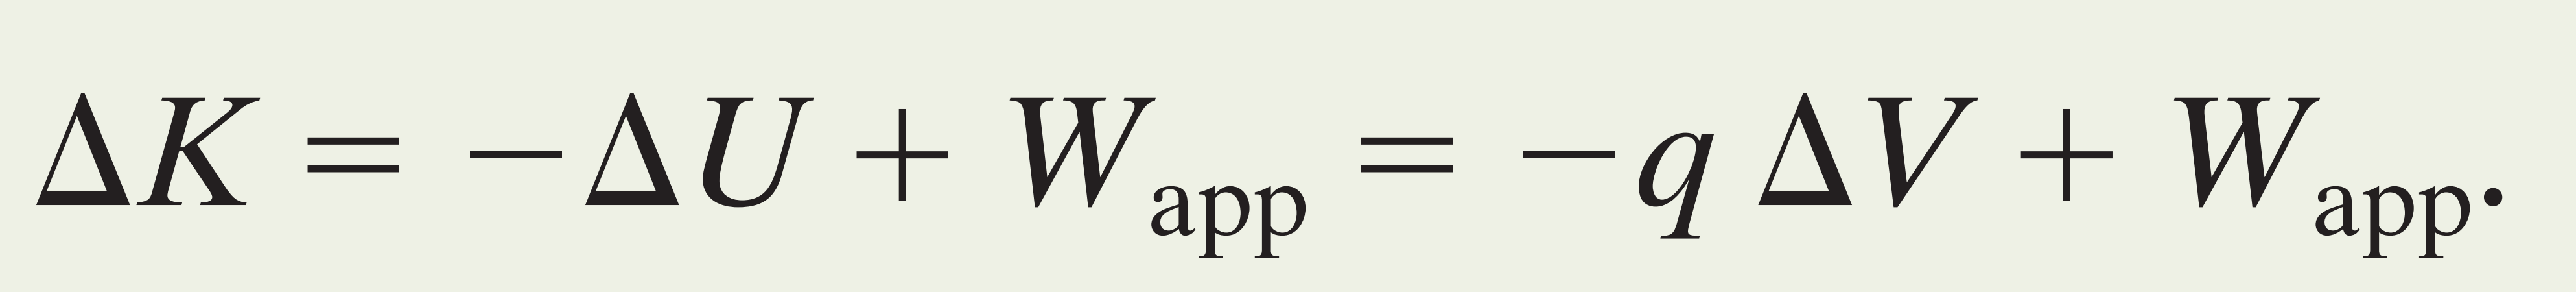 ΔK = −ΔU + W_app = −q ΔV + W_app.